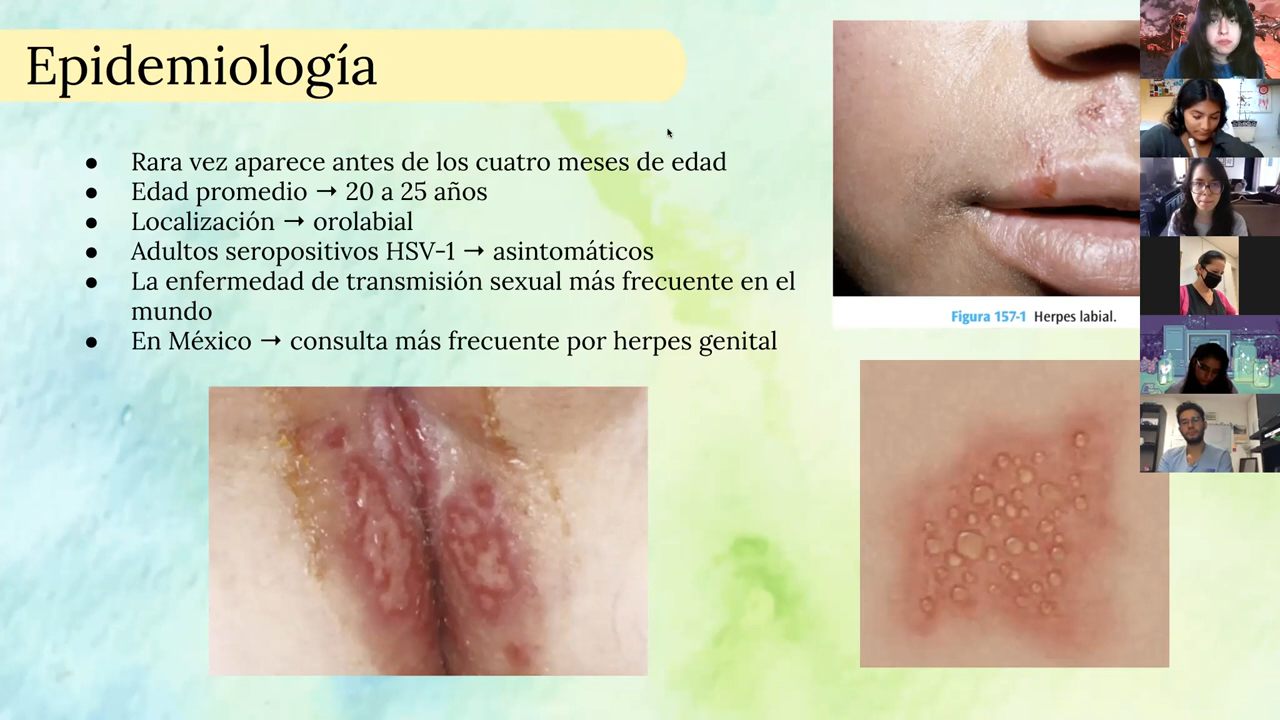 Epidemiología
● Rara vez aparece antes de los cuatro meses de edad
● Edad promedio → 20 a 25 años
● Localización → orolabial
● Adultos seropositivos HSV-1 → asintomáticos
● La enfermedad de transmisión sexual más frecuente en el
mundo
● En México → consulta más frecuente por herpes genital
Figura 157-1 Herpes labial.